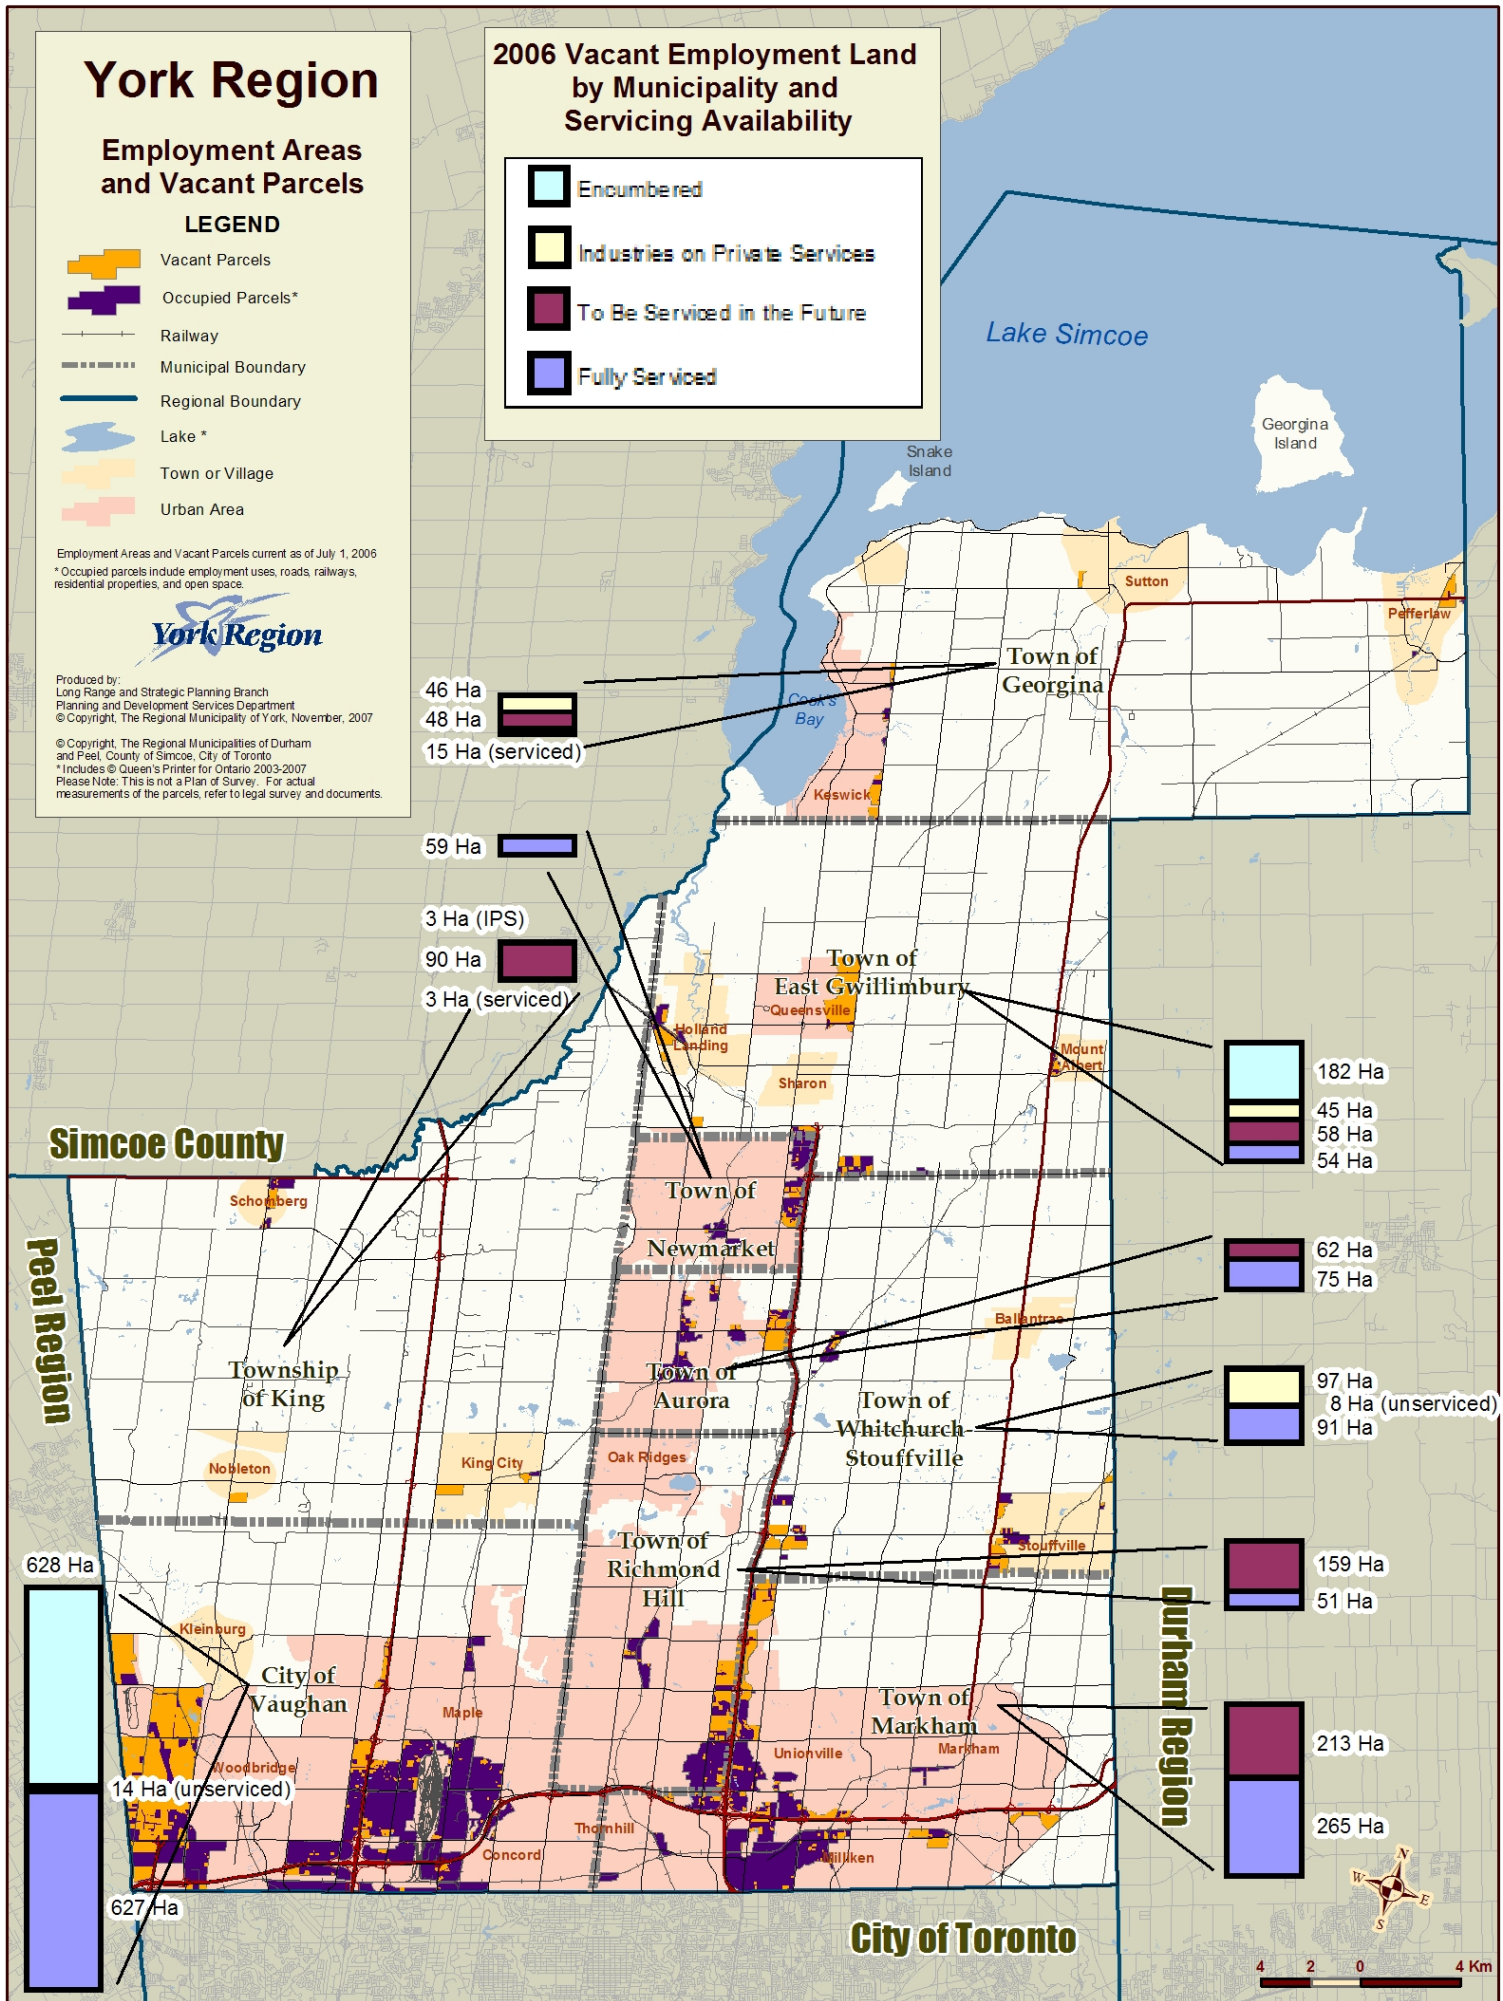 York Region
Employment Areas
and Vacant Parcels
LEGEND
Vacant Parcels
Occupied Parcels*
Railway
Municipal Boundary
Regional Boundary
Lake *
Town or Village
Urban Area
Employment Areas and Vacant Parcels current as of July 1, 2006
* Occupied parcels include employment uses, roads, railways,
residential properties, and open space.
York Region
Produced by:
Long Range and Strategic Planning Branch
Planning and Development Services Department
© Copyright, The Regional Municipality of York, November, 2007
© Copyright, The Regional Municipalities of Durham
and Peel, County of Simcoe, City of Toronto
* Includes © Queen's Printer for Ontario 2003-2007
Please Note: This is not a Plan of Survey. For actual
measurements of the parcels, refer to legal survey and documents.
2006 Vacant Employment Land
by Municipality and
Servicing Availability
Encumbered
Industries on Private Services
To Be Serviced in the Future
Fully Serviced
Lake Simcoe
Georgina
Island
Snake
Island
Sutton
Pefferlaw
Town of
Georgina
46 Ha
48 Ha
15 Ha (serviced)
Cook's
Bay
Keswick
59 Ha
3 Ha (IPS)
90 Ha
3 Ha (serviced)
Town of
East Gwillimbury
Queensville
Holland
Landing
Sharon
Mount
Albert
182 Ha
45 Ha
58 Ha
54 Ha
Simcoe County
Schomberg
Town of
Newmarket
Peel Region
62 Ha
75 Ha
Ballantrae
Township
of King
Town of
Aurora
Town of
Whitchurch-
Stouffville
97 Ha
8 Ha (unserviced)
91 Ha
Nobleton
King City
Oak Ridges
Town of
Richmond
Hill
Stouffville
159 Ha
51 Ha
628 Ha
Kleinburg
City of
Vaughan
Maple
Town of
Markham
Unionville
Markham
Durham Region
213 Ha
Woodbridge
14 Ha (unserviced)
Thornhill
Concord
Milliken
265 Ha
627 Ha
City of Toronto
N
W
E
S
4 2 0 4 Km